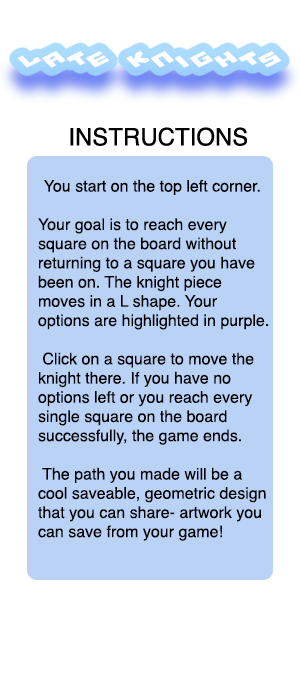 LATE KNIGHTS
INSTRUCTIONS
You start on the top left corner.
Your goal is to reach every
square on the board without
returning to a square you have
been on. The knight piece
moves in a L shape. Your
options are highlighted in purple.
Click on a square to move the
knight there. If you have no
options left or you reach every
single square on the board
successfully, the game ends.
The path you made will be a
cool saveable, geometric design
that you can share- artwork you
can save from your game!